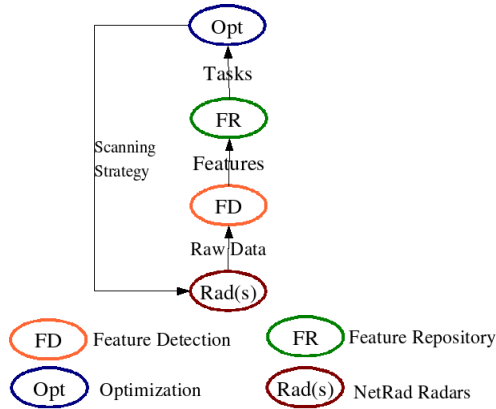 Opt
Tasks
FR
Scanning
Strategy
Features
FD
Raw Data
Rad(s)
FD Feature Detection
FR Feature Repository
Opt Optimization
Rad(s) NetRad Radars